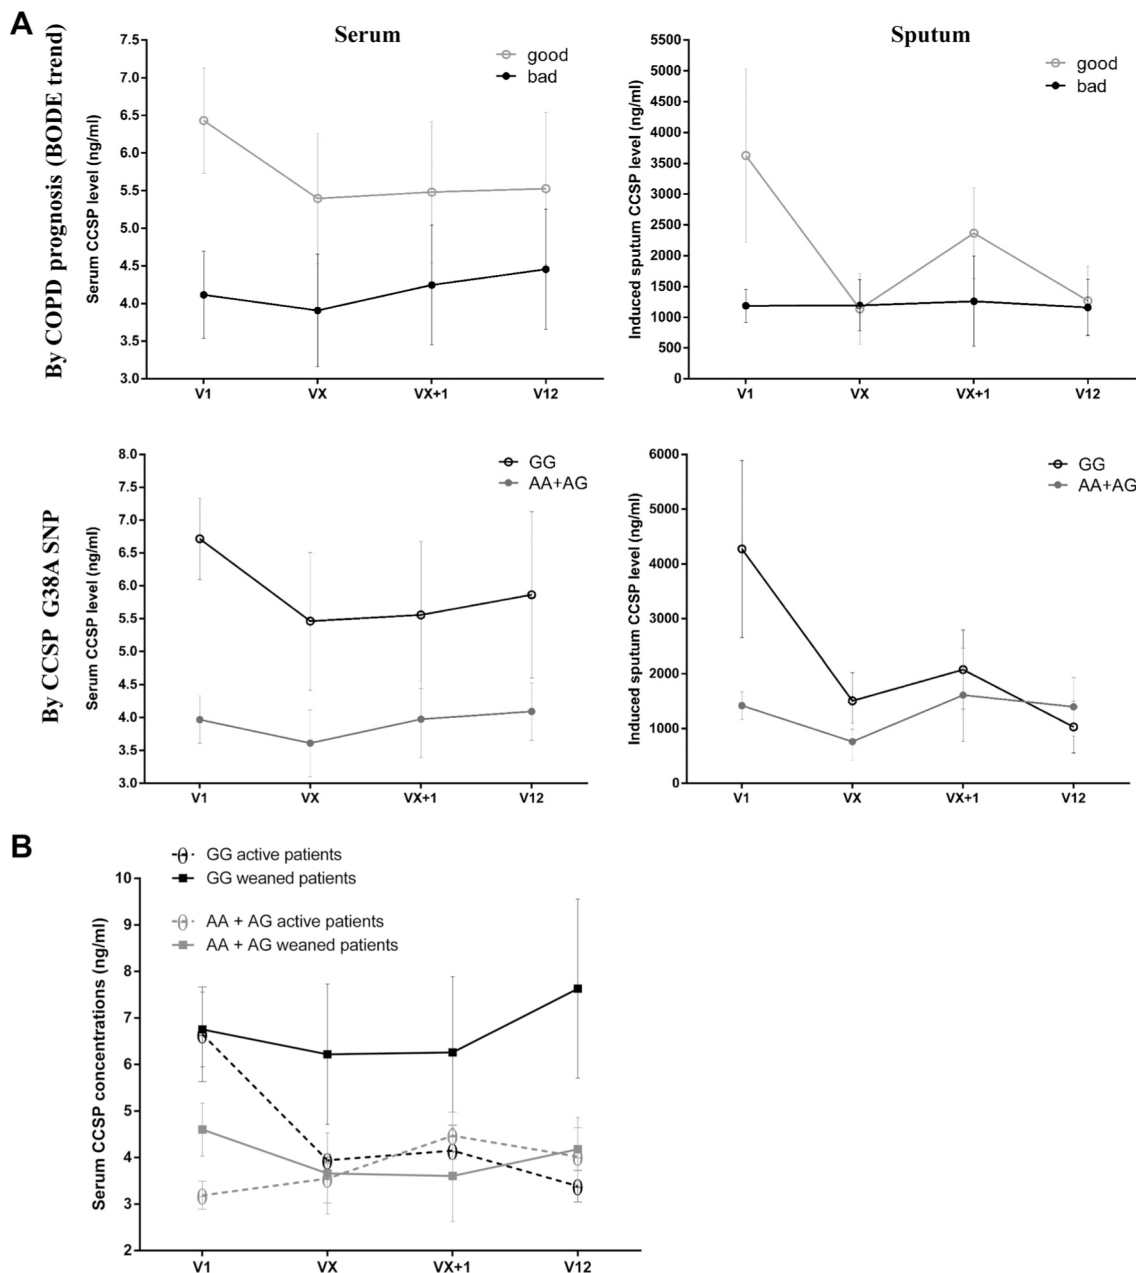 A
By COPD prognosis (BODE trend)
Serum
good
bad
Serum CCSP level (ng/ml)
7.5
7.0
6.5
6.0
5.5
5.0
4.5
4.0
3.5
3.0
V1 VX VX+1 V12
Sputum
good
bad
Induced sputum CCSP level (ng/ml)
5500
5000
4500
4000
3500
3000
2500
2000
1500
1000
500
0
V1 VX VX+1 V12
By CCSP G38A SNP
GG
AA+AG
Serum CCSP level (ng/ml)
8.0
7.5
7.0
6.5
6.0
5.5
5.0
4.5
4.0
3.5
3.0
V1 VX VX+1 V12
GG
AA+AG
Induced sputum CCSP level (ng/ml)
6000
5000
4000
3000
2000
1000
0
V1 VX VX+1 V12
B
GG active patients
GG weaned patients
AA + AG active patients
AA + AG weaned patients
Serum CCSP concentrations (ng/ml)
10
9
8
7
6
5
4
3
2
V1 VX VX+1 V12